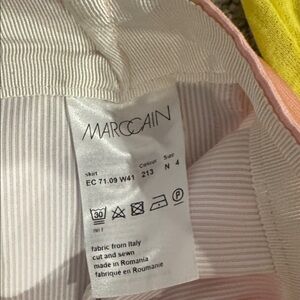 MARCCAIN
Skirt Colour Size
EC 71.09 W41 213 N 4
30 P
fabric from Italy
cut and sewn
made in Romania
fabriqué en Roumanie